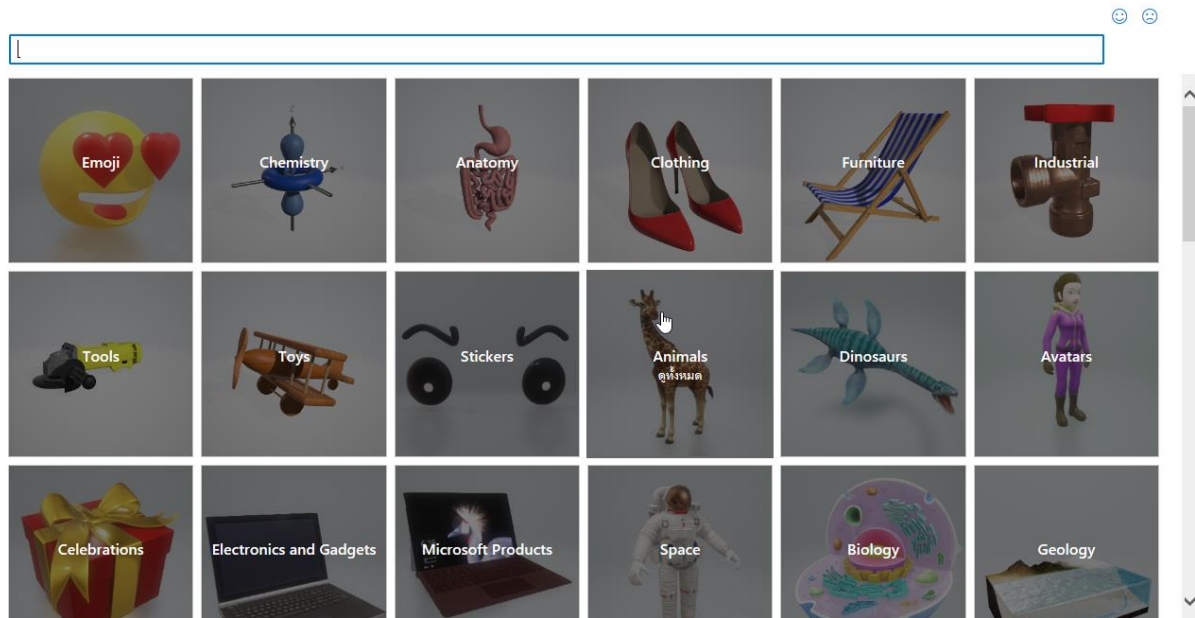 Emoji
Chemistry
Anatomy
Clothing
Furniture
Industrial
Tools
Toys
Stickers
Animals
ดูทั้งหมด
Dinosaurs
Avatars
Celebrations
Electronics and Gadgets
Microsoft Products
Space
Biology
Geology